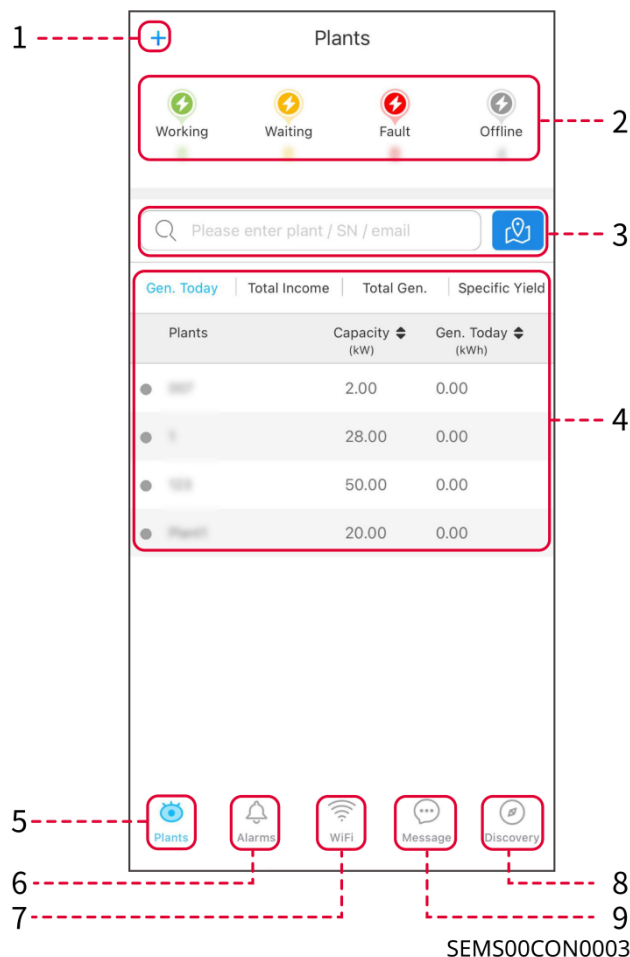 1
Plants
Working Waiting Fault Offline
2
Please enter plant / SN / email
3
Gen. Today Total Income Total Gen. Specific Yield
Plants Capacity Gen. Today
(kW) (kWh)
2.00 0.00
4
28.00 0.00
50.00 0.00
20.00 0.00
5
Plants Alarms WiFi Message Discovery
6
8
7
9
SEMS00CON0003